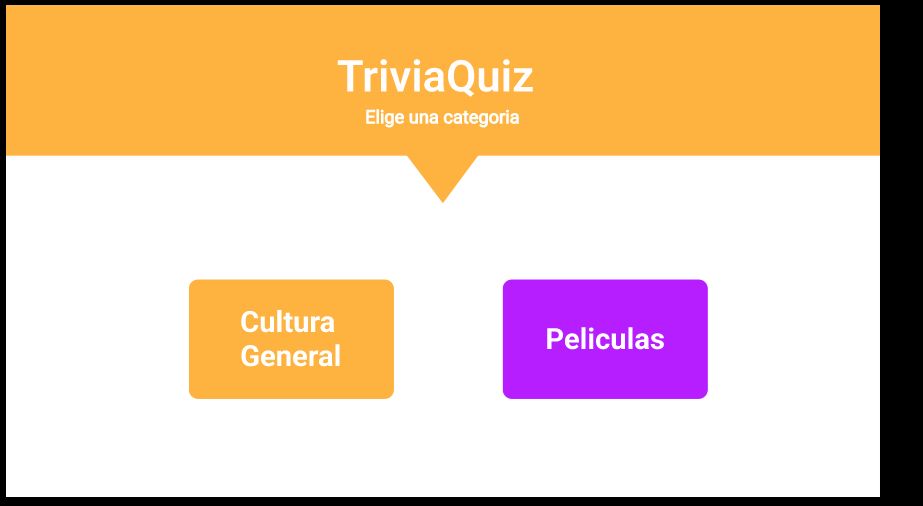 TriviaQuiz
Elige una categoria
Cultura
General
Peliculas